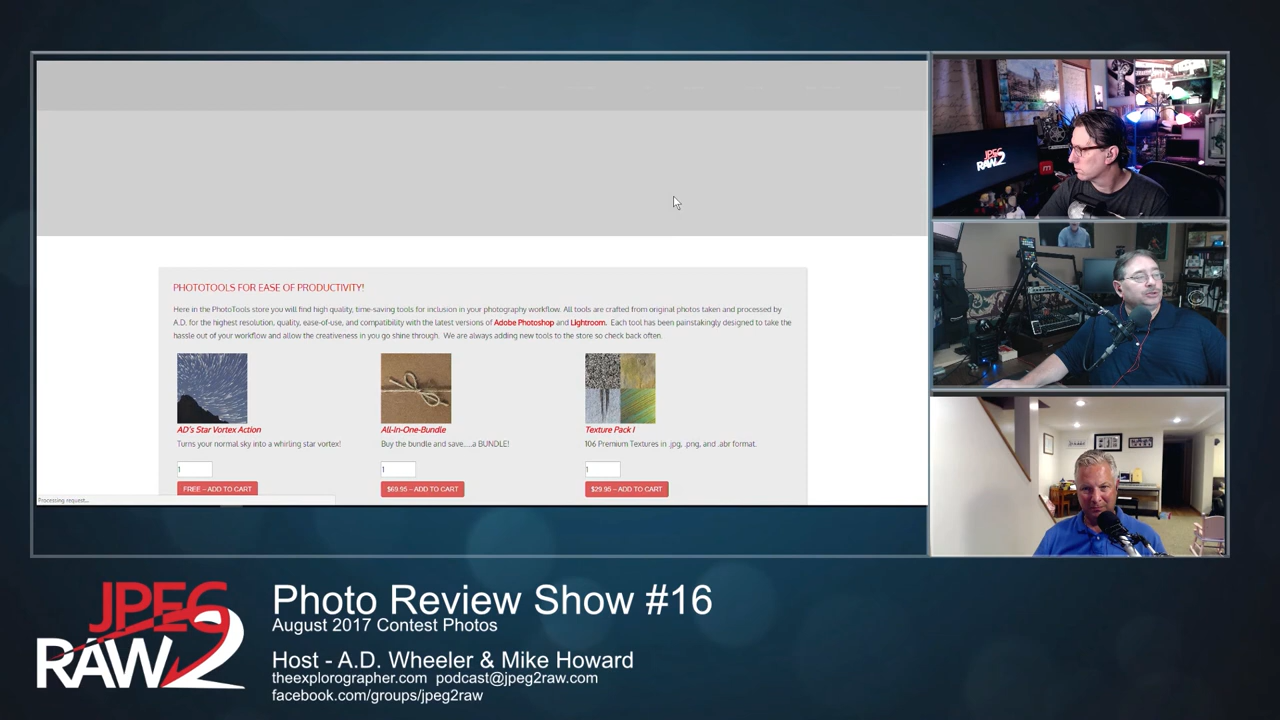 PHOTOTOOLS FOR EASE OF PRODUCTIVITY!
Here in the PhotoTools store you will find high quality, time-saving tools for inclusion in your photography workflow. All tools are crafted from original photos taken and processed by
A.D. for the highest resolution, quality, ease-of-use, and compatibility with the latest versions of Adobe Photoshop and Lightroom. Each tool has been painstakingly designed to take the
hassle out of your workflow and allow the creativeness in you go shine through. We are always adding new tools to the store so check back often.
AD's Star Vortex Action
All-In-One-Bundle
Texture Pack I
Turns your normal sky into a whirling star vortex!
Buy the bundle and save.....a BUNDLE!
106 Premium Textures in .jpg, .png, and .abr format.
1
1
1
FREE – ADD TO CART
$69.95 – ADD TO CART
$29.95 – ADD TO CART
Processing request...
JPEG
RAW2
JPEG
RAW2
Photo Review Show #16
August 2017 Contest Photos
Host - A.D. Wheeler & Mike Howard
theexplorographer.com podcast@jpeg2raw.com
facebook.com/groups/jpeg2raw